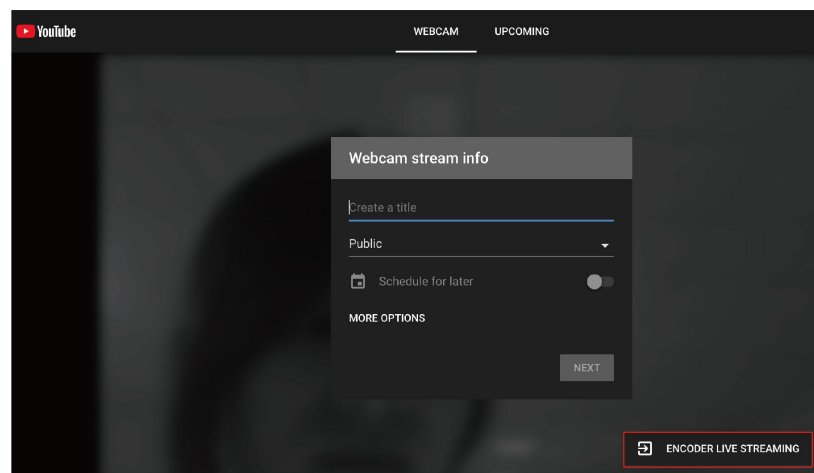 YouTube
WEBCAM UPCOMING
Webcam stream info
Create a title
Public
Schedule for later
MORE OPTIONS
NEXT
ENCODER LIVE STREAMING